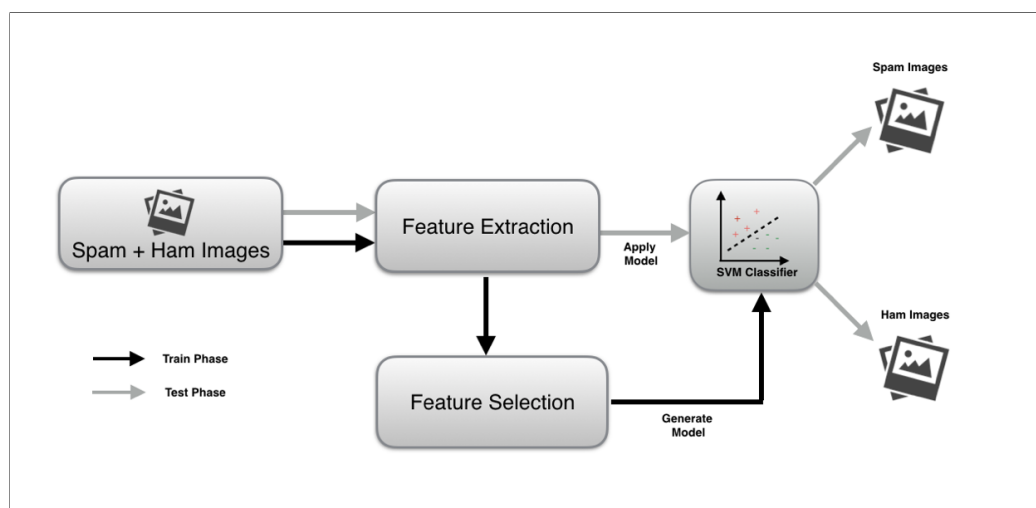 Spam Images
Spam + Ham Images
Feature Extraction
Apply
Model
SVM Classifier
Ham Images
Train Phase
Test Phase
Feature Selection
Generate
Model